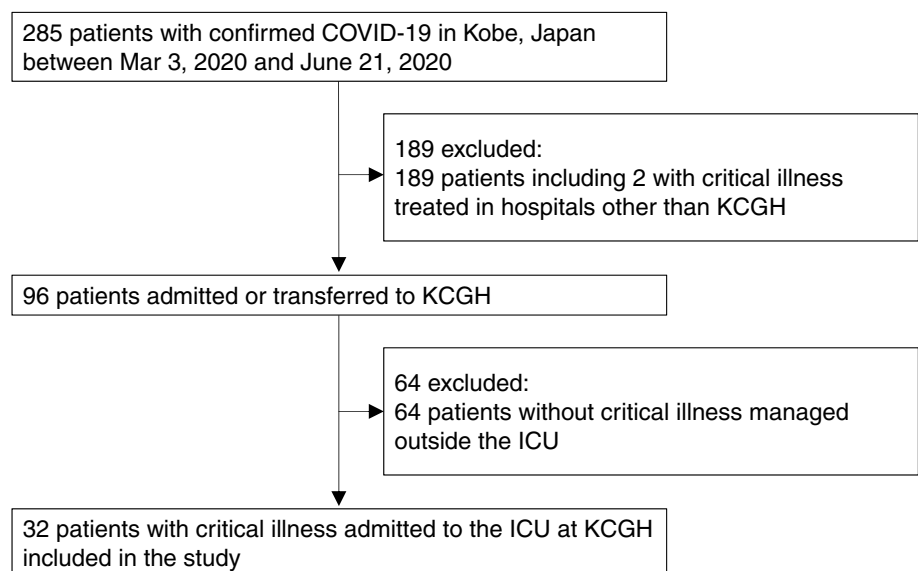 285 patients with confirmed COVID-19 in Kobe, Japan
between Mar 3, 2020 and June 21, 2020
189 excluded:
189 patients including 2 with critical illness
treated in hospitals other than KCGH
96 patients admitted or transferred to KCGH
64 excluded:
64 patients without critical illness managed
outside the ICU
32 patients with critical illness admitted to the ICU at KCGH
included in the study